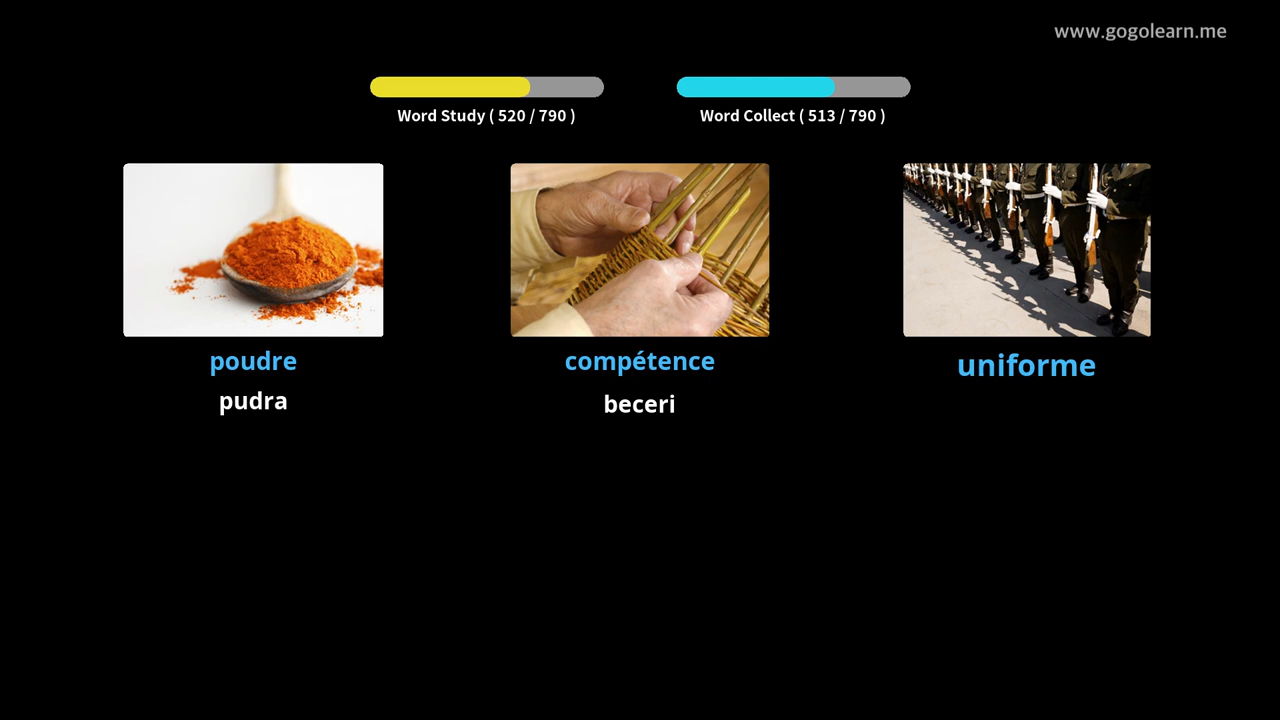 www.gogolearn.me
Word Study ( 520 / 790 )
Word Collect ( 513 / 790 )
poudre
pudra
compétence
beceri
uniforme